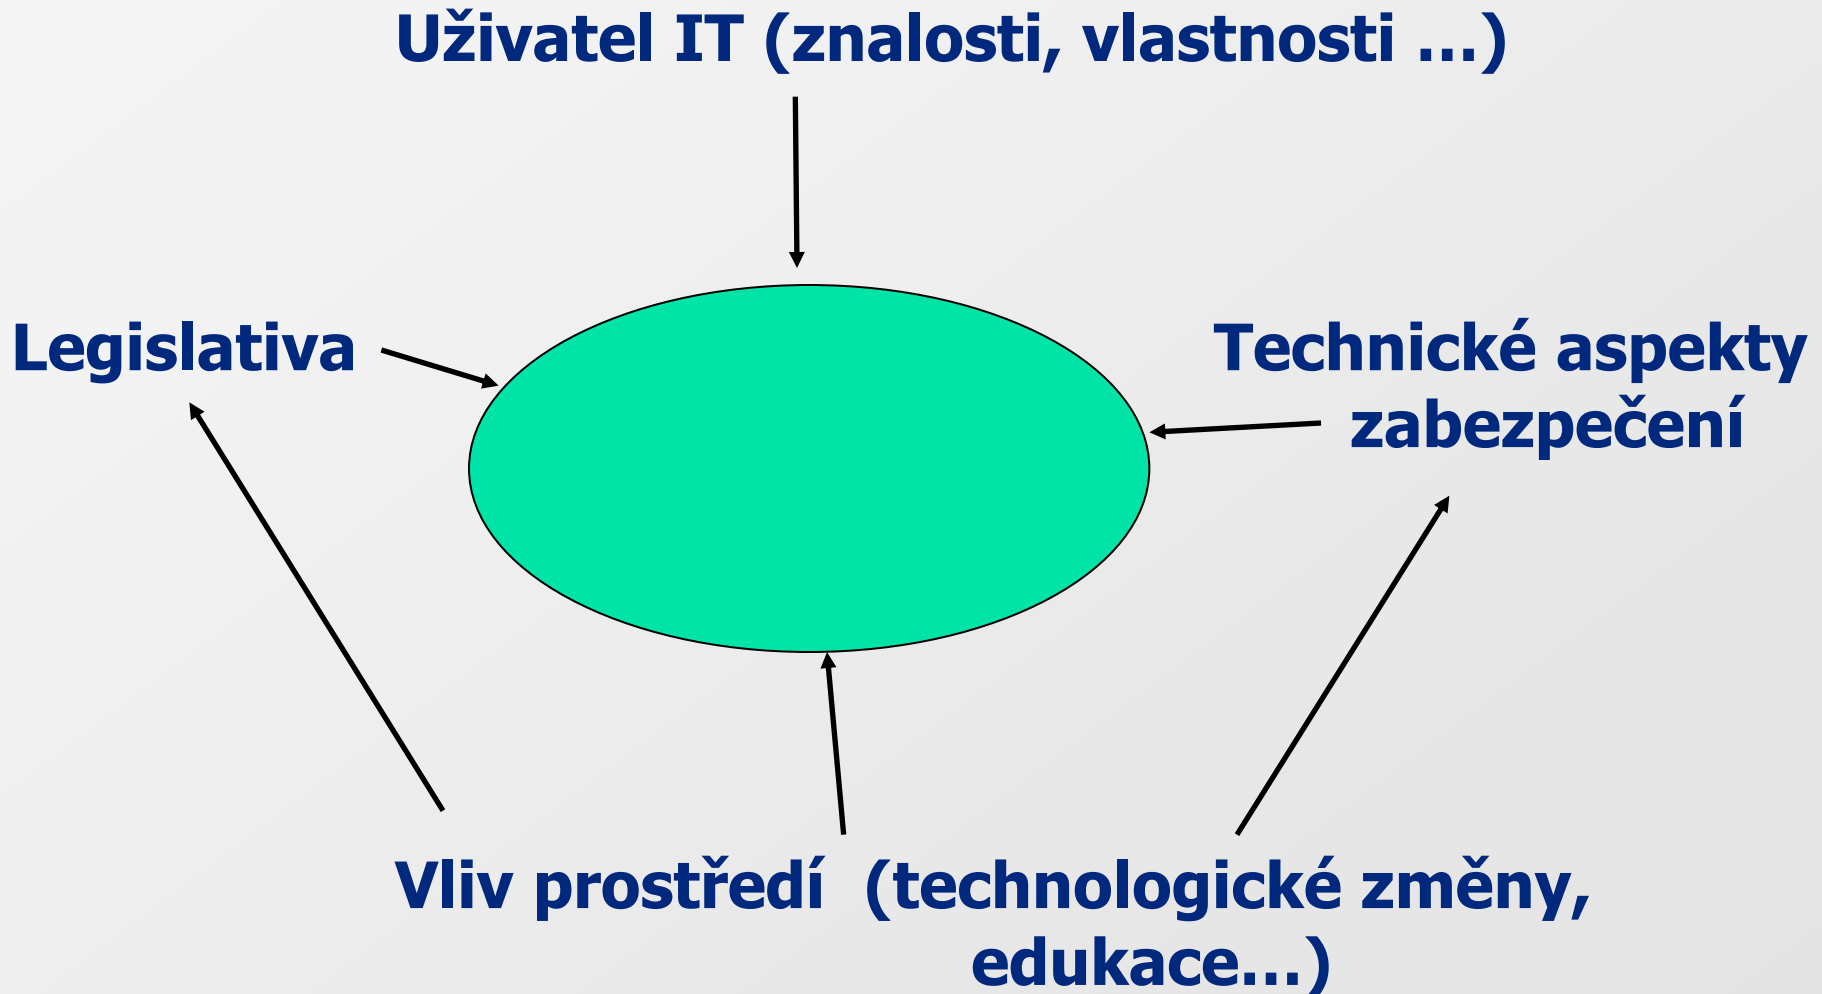 Uživatel IT (znalosti, vlastnosti ...)
Legislativa
Technické aspekty
zabezpečení
Vliv prostředí (technologické změny,
edukace...)